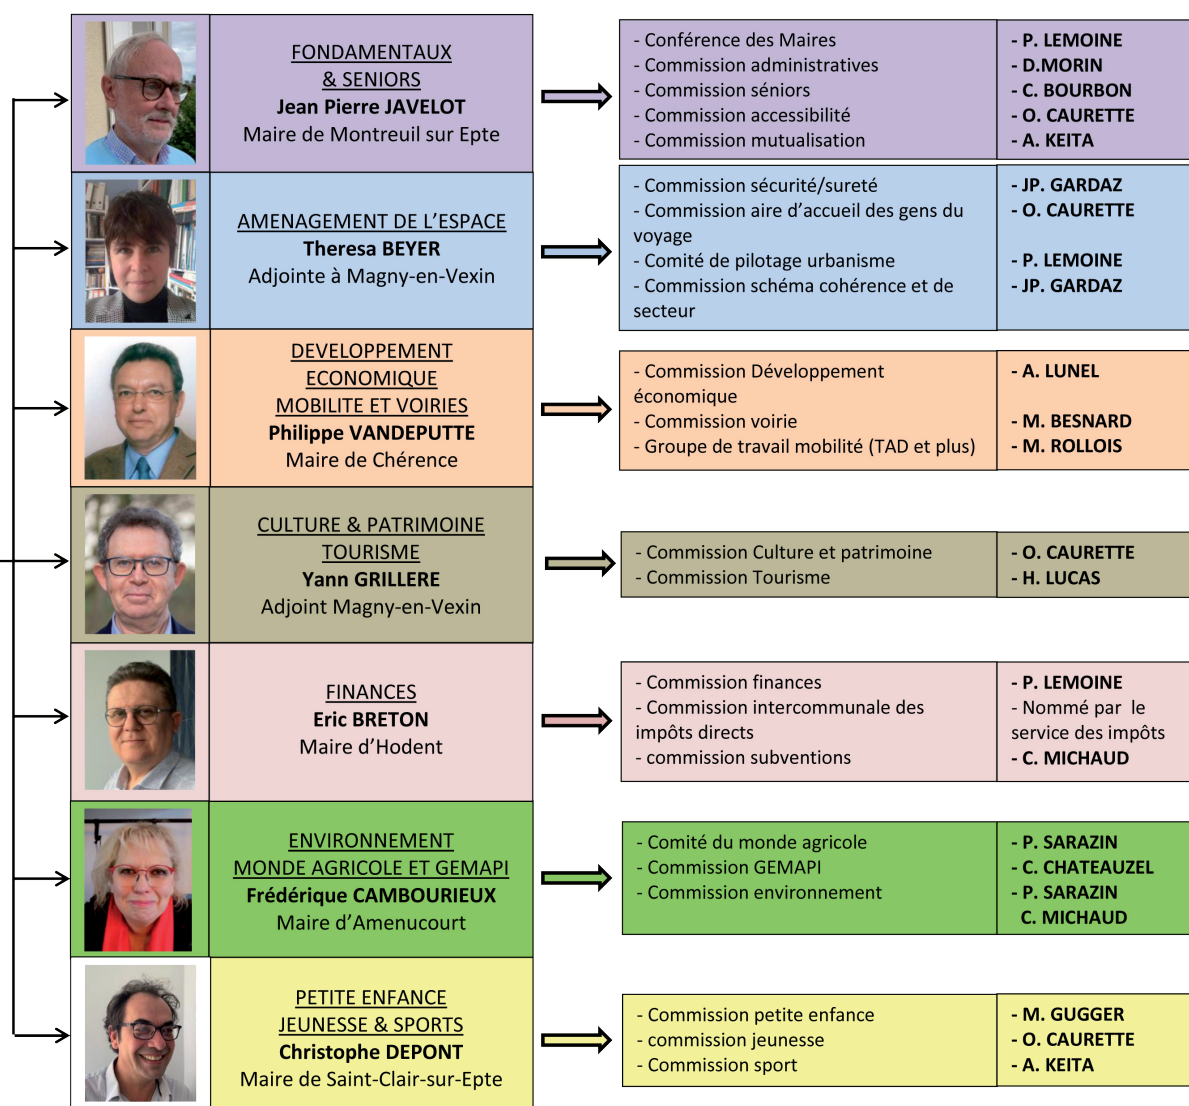 FONDAMENTAUX
& SENIORS
Jean Pierre JAVELOT
Maire de Montreuil sur Epte
- Conférence des Maires
- Commission administratives
- Commission séniors
- Commission accessibilité
- Commission mutualisation
- P. LEMOINE
- D.MORIN
- C. BOURBON
- O. CAURETTE
- A. KEITA
AMENAGEMENT DE L’ESPACE
Theresa BEYER
Adjointe à Magny-en-Vexin
- Commission sécurité/sureté
- Commission aire d’accueil des gens du
voyage
- Comité de pilotage urbanisme
- Commission schéma cohérence et de
secteur
- JP. GARDAZ
- O. CAURETTE
- P. LEMOINE
- JP. GARDAZ
DEVELOPPEMENT
ECONOMIQUE
MOBILITE ET VOIRIES
Philippe VANDEPUTTE
Maire de Chérence
- Commission Développement
économique
- Commission voirie
- Groupe de travail mobilité (TAD et plus)
- A. LUNEL
- M. BESNARD
- M. ROLLOIS
CULTURE & PATRIMOINE
TOURISME
Yann GRILLERE
Adjoint Magny-en-Vexin
- Commission Culture et patrimoine
- Commission Tourisme
- O. CAURETTE
- H. LUCAS
FINANCES
Eric BRETON
Maire d’Hodent
- Commission finances
- Commission intercommunale des
impôts directs
- commission subventions
- P. LEMOINE
- Nommé par le
service des impôts
- C. MICHAUD
ENVIRONNEMENT
MONDE AGRICOLE ET GEMAPI
Frédérique CAMBOURIEUX
Maire d’Amenucourt
- Comité du monde agricole
- Commission GEMAPI
- Commission environnement
- P. SARAZIN
- C. CHATEAUZEL
- P. SARAZIN
C. MICHAUD
PETITE ENFANCE
JEUNESSE & SPORTS
Christophe DEPONT
Maire de Saint-Clair-sur-Epte
- Commission petite enfance
- commission jeunesse
- Commission sport
- M. GUGGER
- O. CAURETTE
- A. KEITA